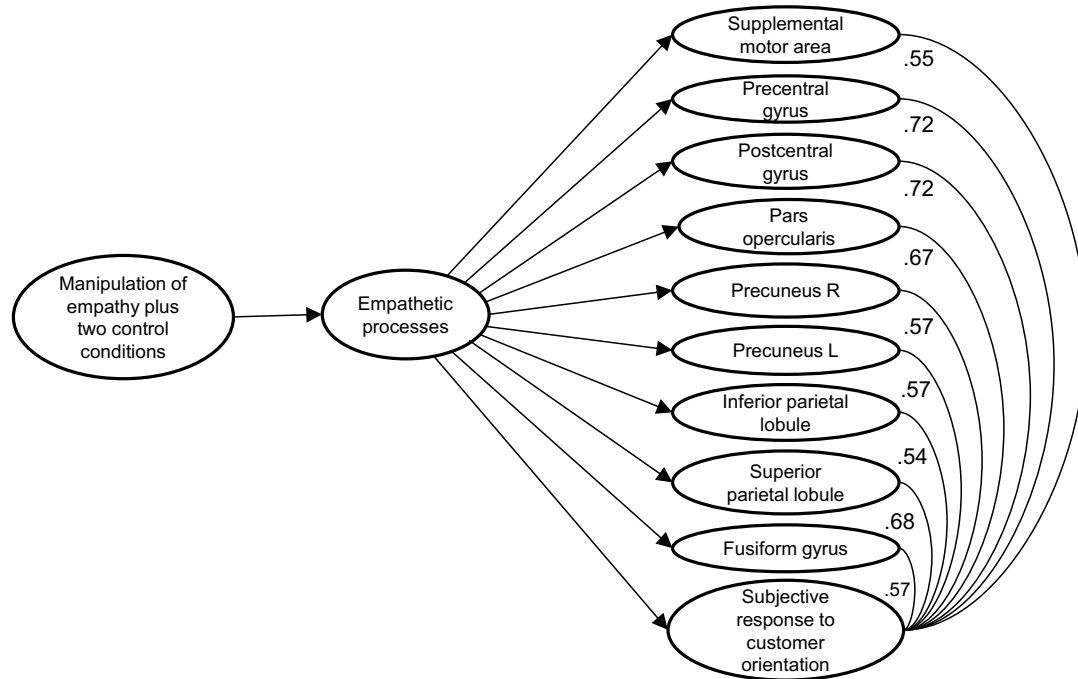 Supplemental
motor area
.55
Precentral
gyrus
.72
Postcentral
gyrus
.72
Pars
opercularis
.67
Manipulation of
empathy plus
two control
conditions
Empathetic
processes
Precuneus R
.57
Precuneus L
.57
Inferior parietal
lobule
.54
Superior
parietal lobule
.68
Fusiform gyrus
.57
Subjective
response to
customer
orientation